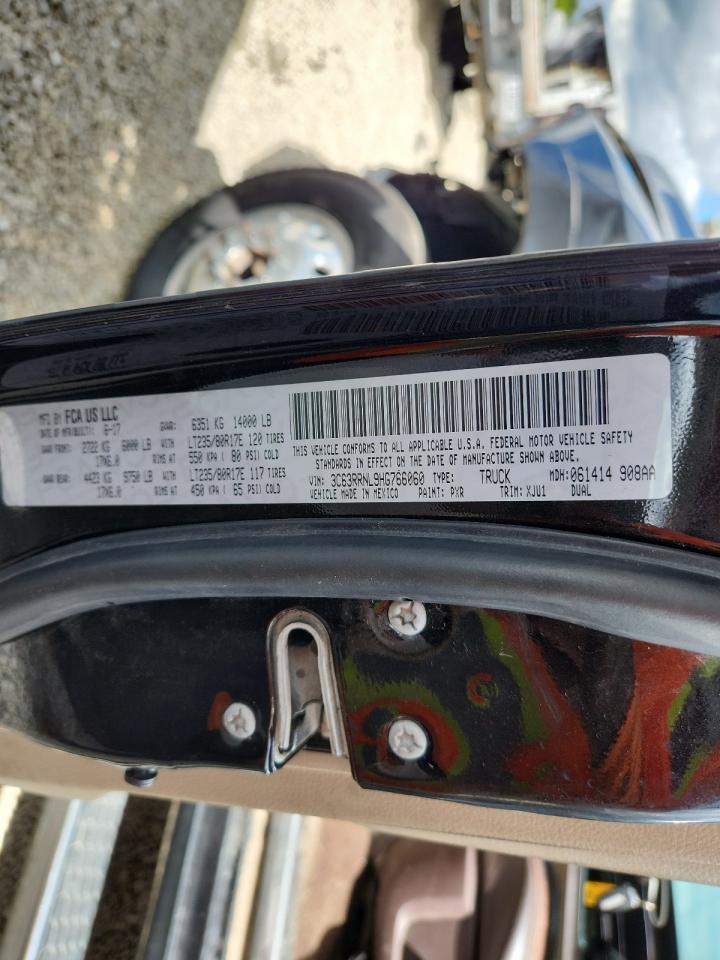 MFD BY FCA US LLC
DATE OF MFR/BUILT: 6-17 GVWR: 6351 KG 14000 LB
GAWR FRONT: 2722 KG 6000 LB WITH LT235/80R17E 120 TIRES
17X6.0 RIMS AT 550 KPA ( 80 PSI) COLD
GAWR REAR: 4423 KG 9750 LB WITH LT235/80R17E 117 TIRES
17X6.0 RIMS AT 450 KPA ( 65 PSI) COLD
THIS VEHICLE CONFORMS TO ALL APPLICABLE U.S.A. FEDERAL MOTOR VEHICLE SAFETY
STANDARDS IN EFFECT ON THE DATE OF MANUFACTURE SHOWN ABOVE.
VIN: 3C63RRNL9HG766060 TYPE: TRUCK MDH: 061414 908AA
VEHICLE MADE IN MEXICO PAINT: PXR TRIM: XJU1 DUAL